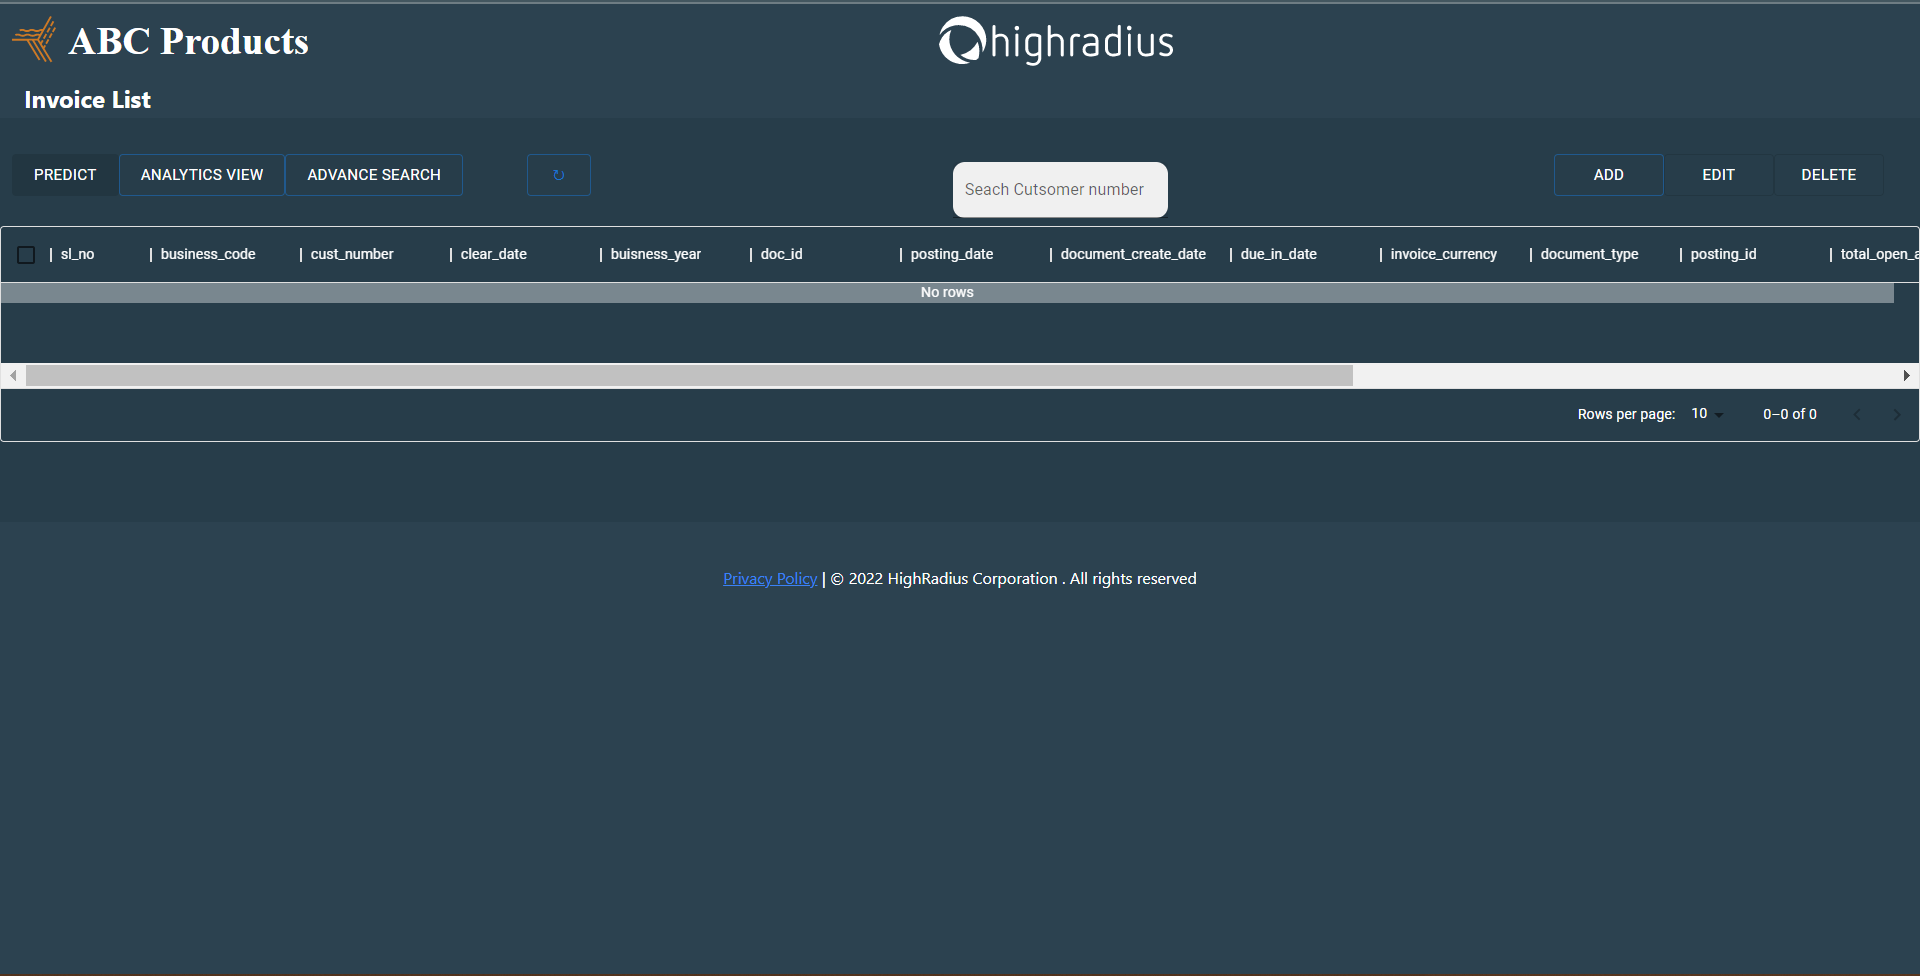 ABC Products
highradius
Invoice List
PREDICT ANALYTICS VIEW ADVANCE SEARCH ↻ Seach Cutsomer number ADD EDIT DELETE
sl_no business_code cust_number clear_date buisness_year doc_id posting_date document_create_date due_in_date invoice_currency document_type posting_id total_open_a
No rows
Rows per page: 10 0–0 of 0
Privacy Policy | © 2022 HighRadius Corporation . All rights reserved